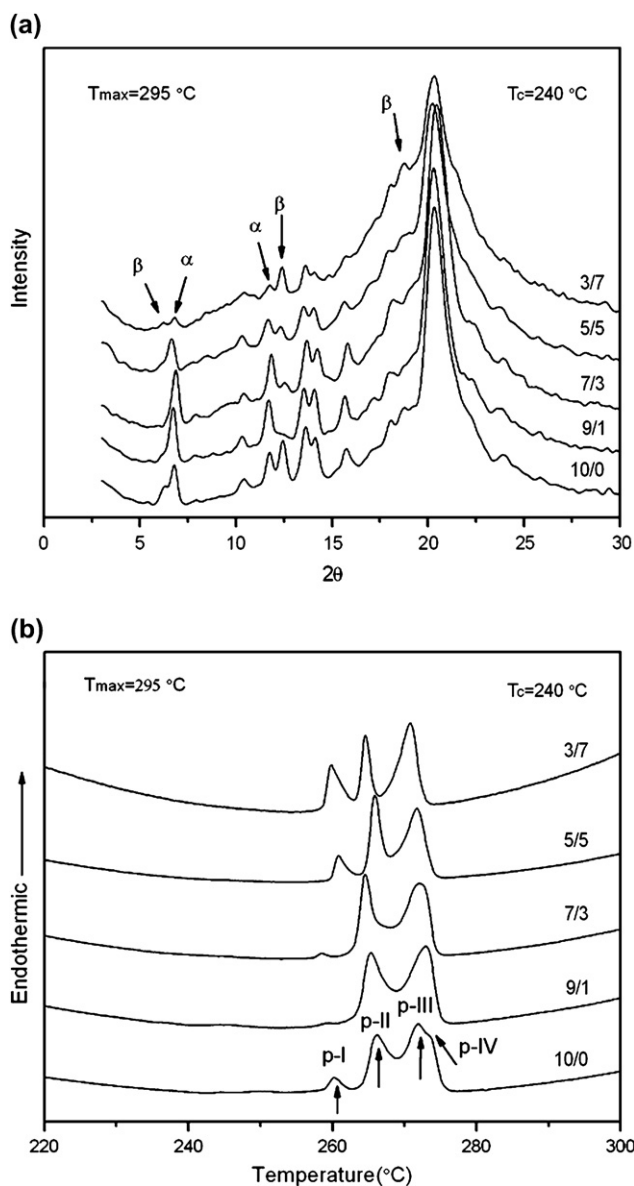 (a)
Tmax=295 °C
Tc=240 °C
β
β
α
α
β
Intensity
3/7
5/5
7/3
9/1
10/0
0 5 10 15 20 25 30
2θ
(b)
Tmax=295 °C
Tc=240 °C
Endothermic
3/7
5/5
7/3
9/1
p-I
p-II
p-III
p-IV
10/0
220 240 260 280 300
Temperature(°C)